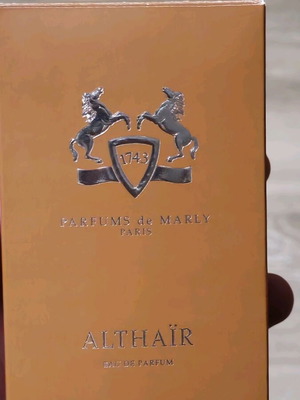 1743
PARFUMS de MARLY
PARIS
ALTHAÏR
EAU DE PARFUM